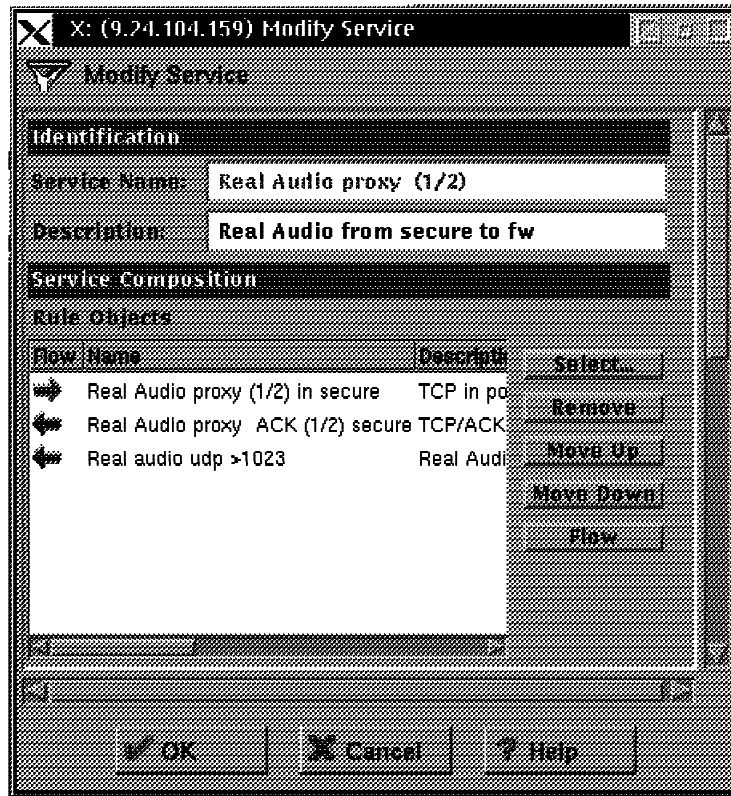 X: (9.24.104.159) Modify Service
Modify Service
Identification
Service Name: Real Audio proxy (1/2)
Description: Real Audio from secure to fw
Service Composition
Rule Objects
Flow Name Descripti
Real Audio proxy (1/2) in secure TCP in po
Real Audio proxy ACK (1/2) secure TCP/ACK
Real audio udp >1023 Real Audi
Select...
Remove
Move Up
Move Down
Flow
OK Cancel Help